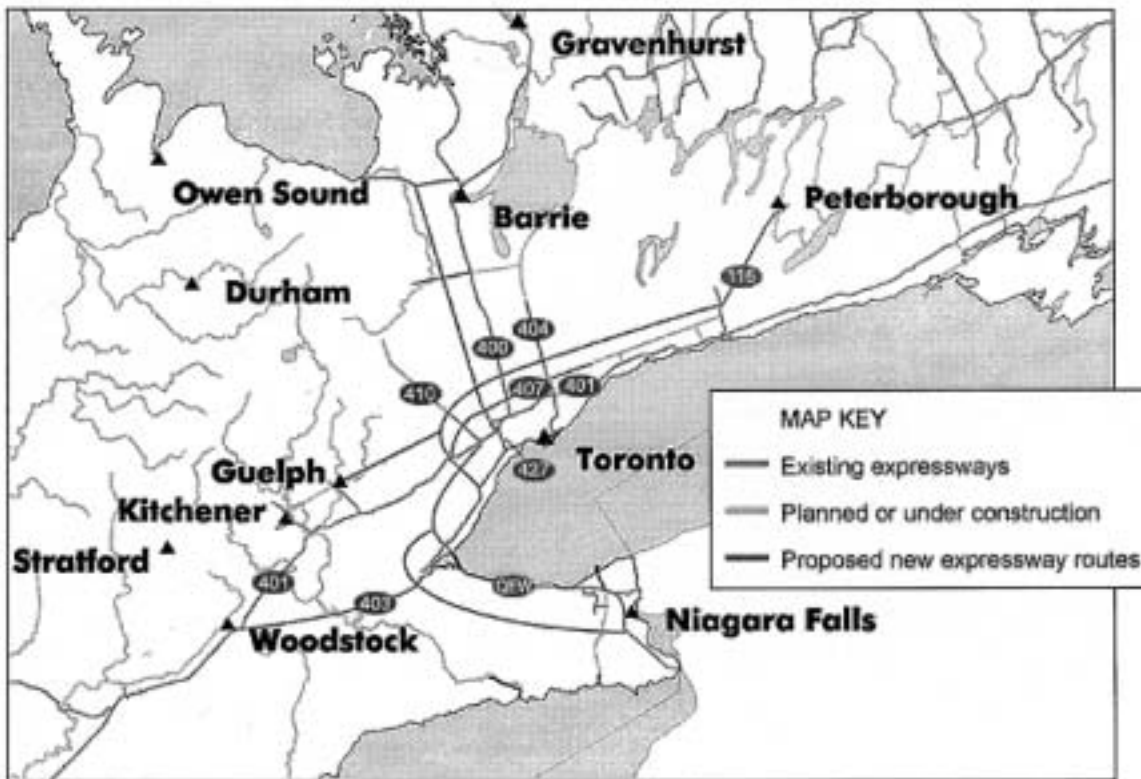 Gravenhurst
Owen Sound
Barrie
Peterborough
115
Durham
404
400
407
401
410
MAP KEY
Existing expressways
Planned or under construction
Proposed new expressway routes
427
Toronto
Guelph
Kitchener
Stratford
401
403
QEW
Woodstock
Niagara Falls